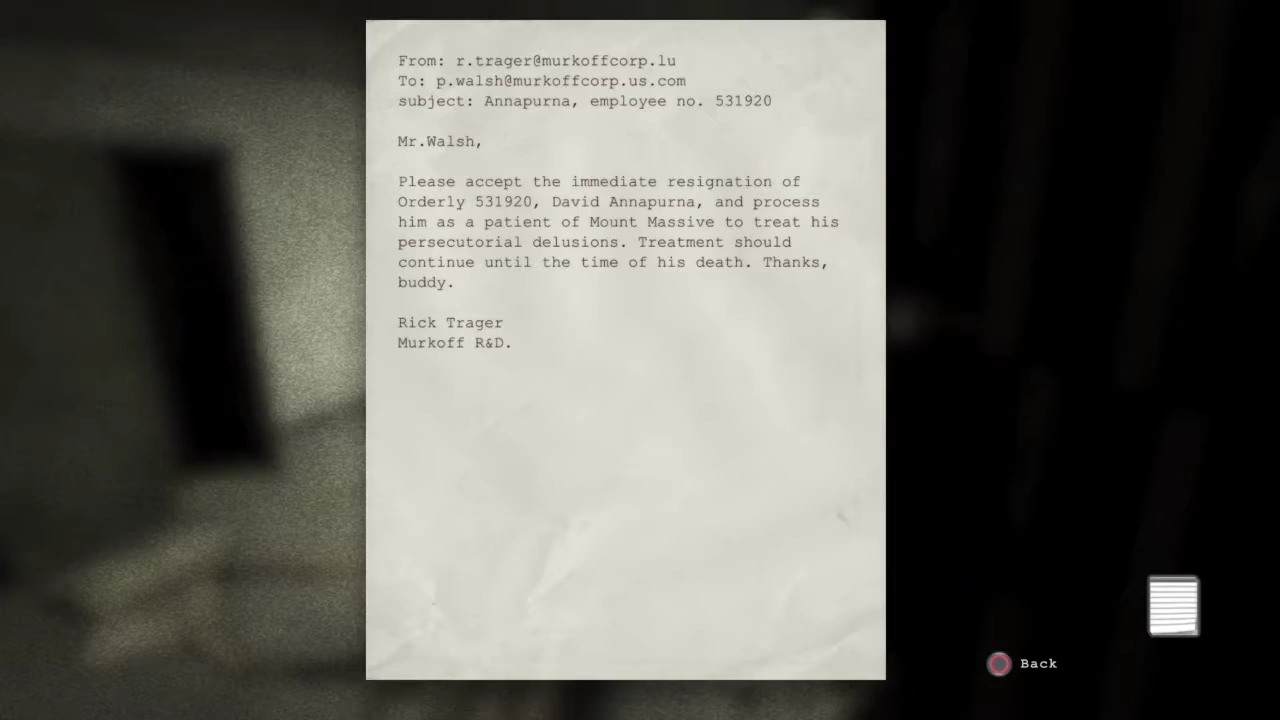 From: r.trager@murkoffcorp.lu
To: p.walsh@murkoffcorp.us.com
subject: Annapurna, employee no. 531920
Mr.Walsh,
Please accept the immediate resignation of
Orderly 531920, David Annapurna, and process
him as a patient of Mount Massive to treat his
persecutorial delusions. Treatment should
continue until the time of his death. Thanks,
buddy.
Rick Trager
Murkoff R&D.
Back